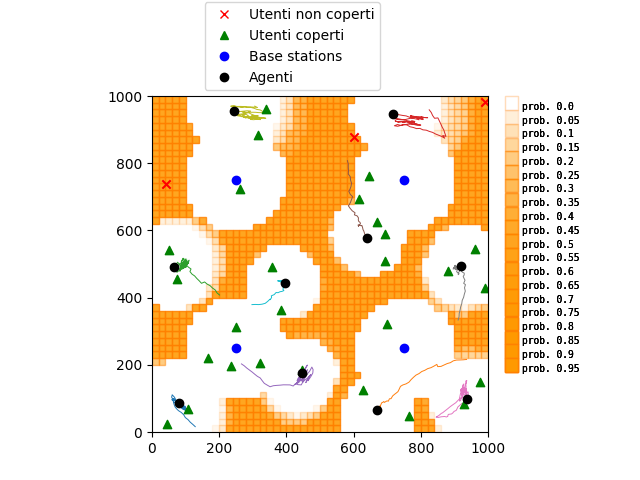 Utenti non coperti
Utenti coperti
Base stations
Agenti
1000
800
600
400
200
0
0
200
400
600
800
1000
prob. 0.0
prob. 0.05
prob. 0.1
prob. 0.15
prob. 0.2
prob. 0.25
prob. 0.3
prob. 0.35
prob. 0.4
prob. 0.45
prob. 0.5
prob. 0.55
prob. 0.6
prob. 0.65
prob. 0.7
prob. 0.75
prob. 0.8
prob. 0.85
prob. 0.9
prob. 0.95